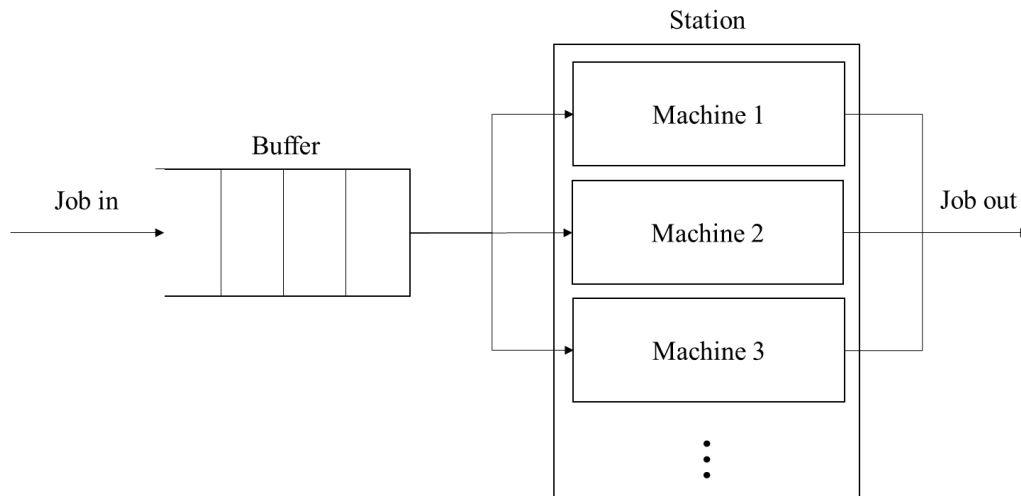 Station
Machine 1
Buffer
Job in
Machine 2
Job out
Machine 3